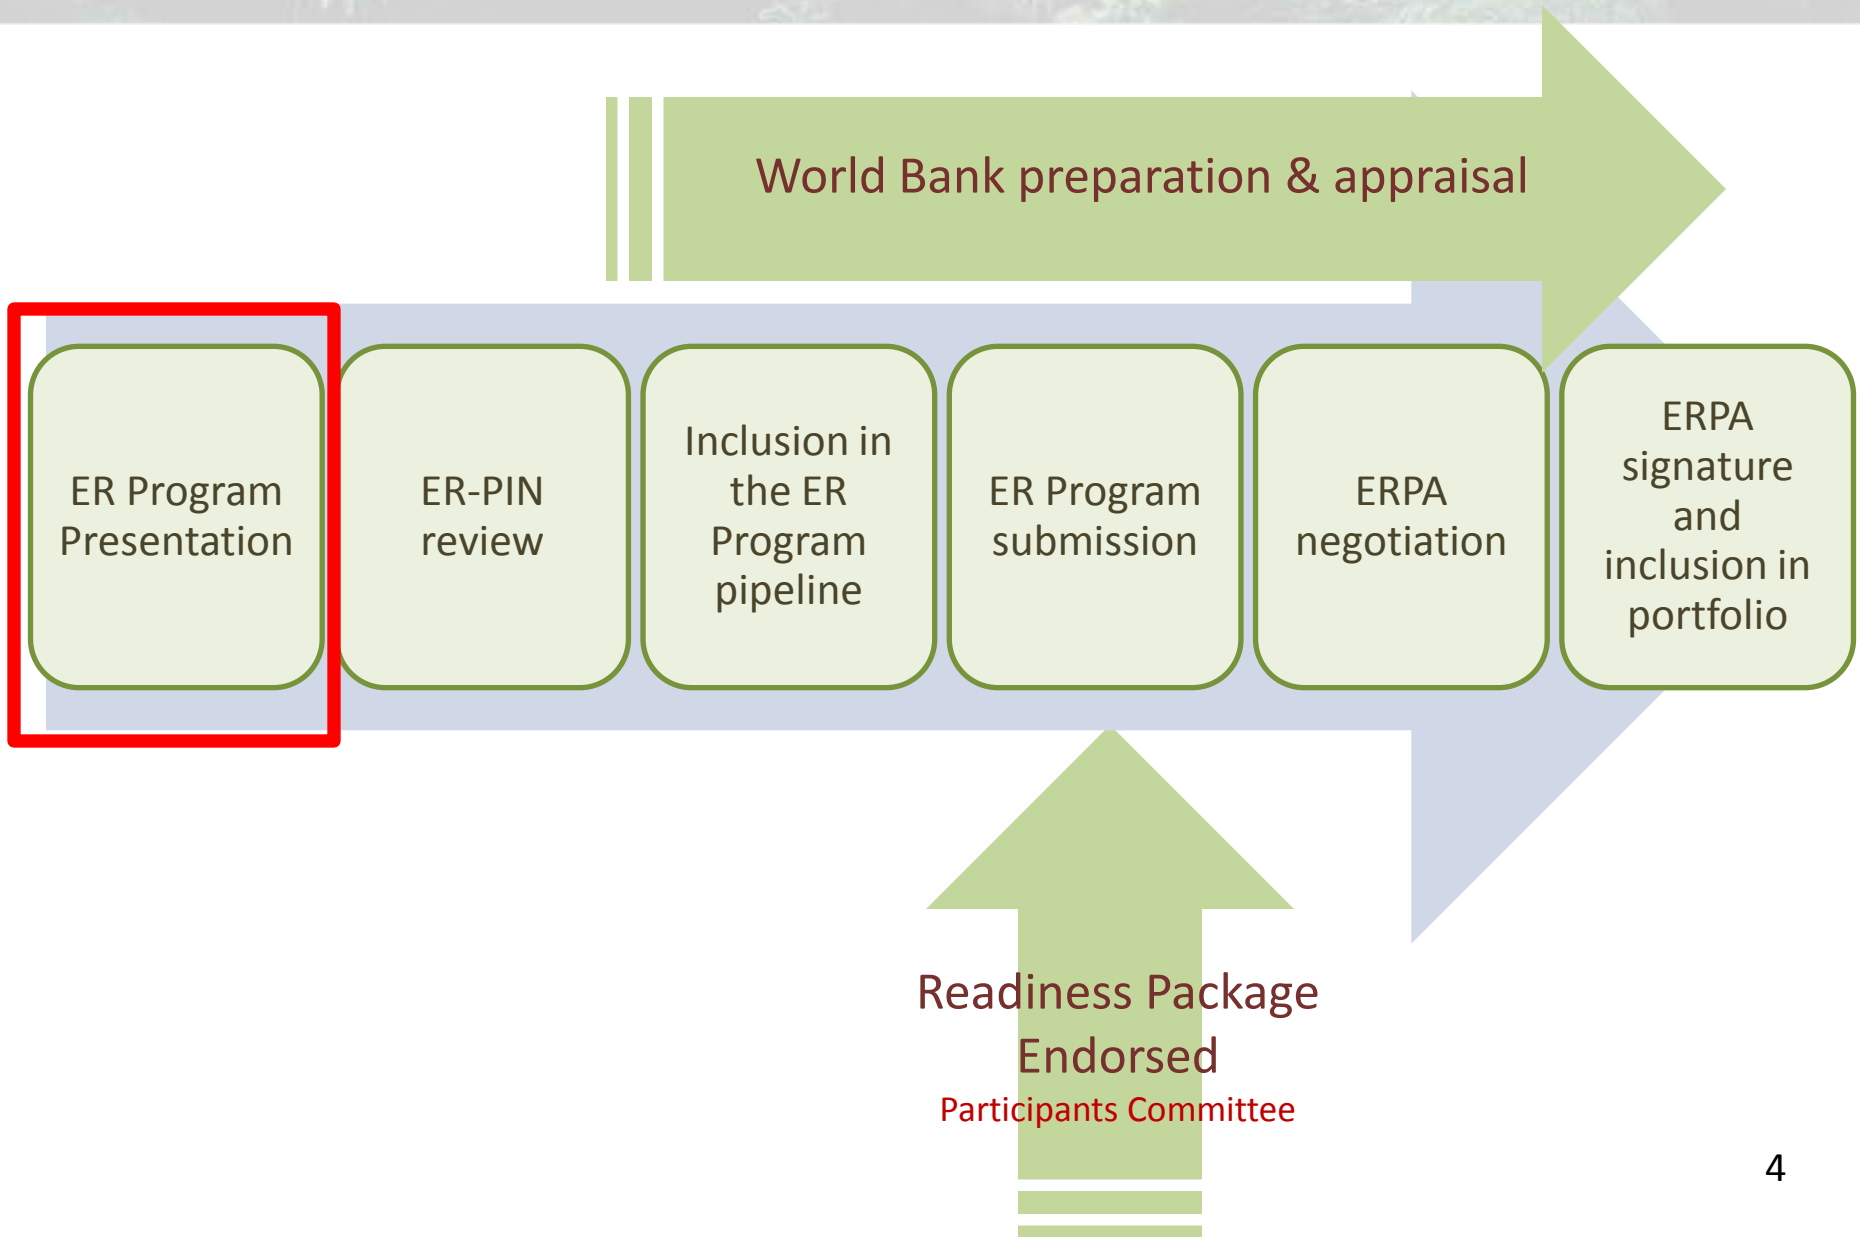 World Bank preparation & appraisal
ER Program
Presentation
ER-PIN
review
Inclusion in
the ER
Program
pipeline
ER Program
submission
ERPA
negotiation
ERPA
signature
and
inclusion in
portfolio
Readiness Package
Endorsed
Participants Committee
4